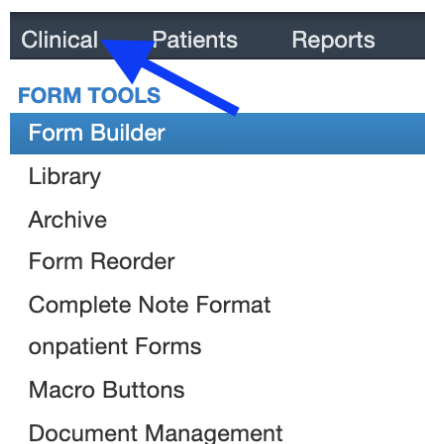 Clinical Patients Reports
FORM TOOLS
Form Builder
Library
Archive
Form Reorder
Complete Note Format
onpatient Forms
Macro Buttons
Document Management